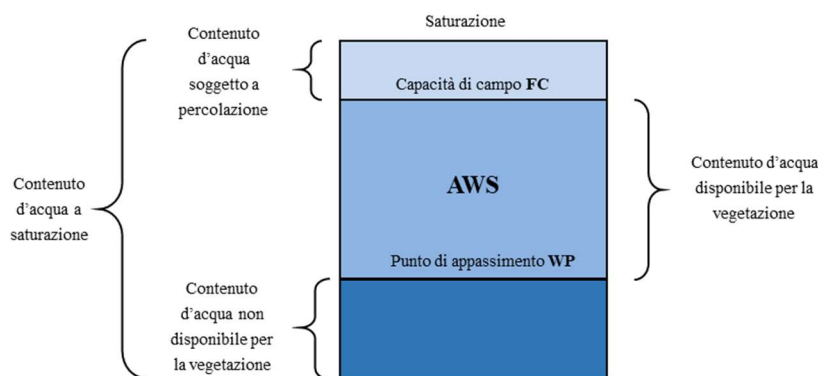 Saturazione
Contenuto
d'acqua
soggetto a
percolazione
Capacità di campo FC
Contenuto
d'acqua a
saturazione
AWS
Contenuto d'acqua
disponibile per la
vegetazione
Punto di appassimento WP
Contenuto
d'acqua non
disponibile per
la vegetazione